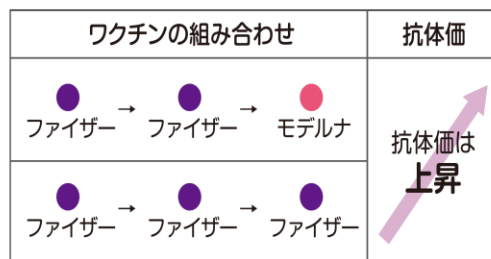 ワクチンの組み合わせ
抗体価
ファイザー → ファイザー → モデルナ
ファイザー → ファイザー → ファイザー
抗体価は
上昇